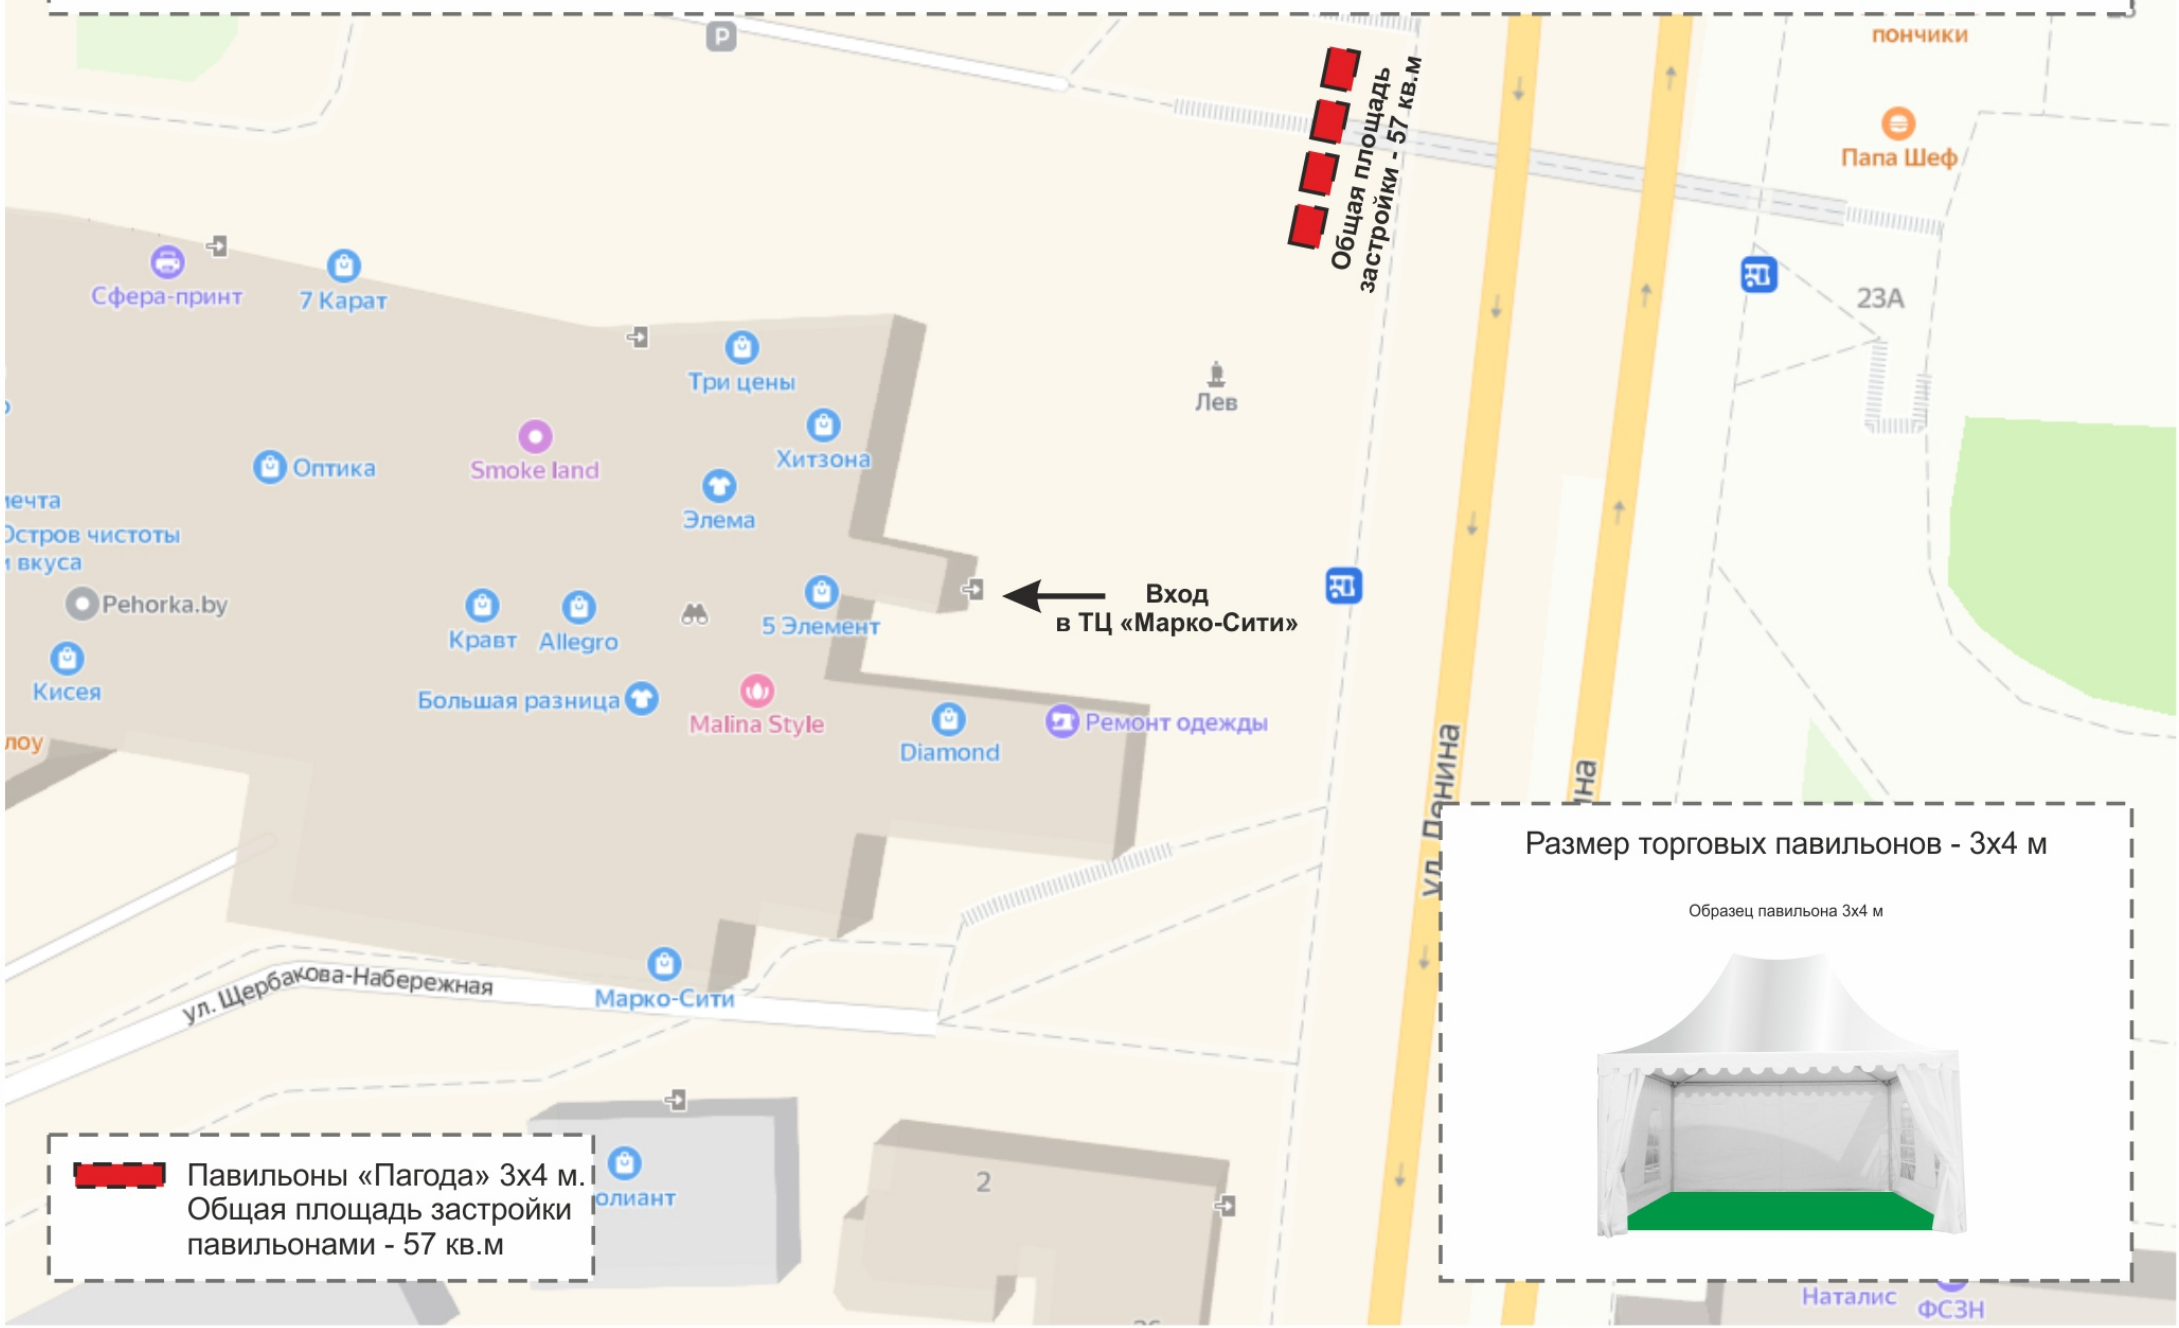 P
пончики
Папа Шеф
Общая площадь
застройки - 57 кв.м
23А
Сфера-принт
7 Карат
Три цены
Лев
Хитзона
Оптика
Smoke land
Элема
Остров чистоты
и вкуса
Pehorka.by
Кравт
Allegro
5 Элемент
Вход
в ТЦ «Марко-Сити»
Кисея
Большая разница
Malina Style
Diamond
Ремонт одежды
ул. Ленина
ул. Щербакова-Набережная
Марко-Сити
Размер торговых павильонов - 3х4 м
Образец павильона 3х4 м
Павильоны «Пагода» 3х4 м.
Общая площадь застройки
павильонами - 57 кв.м
2
Наталис
ФСЗН